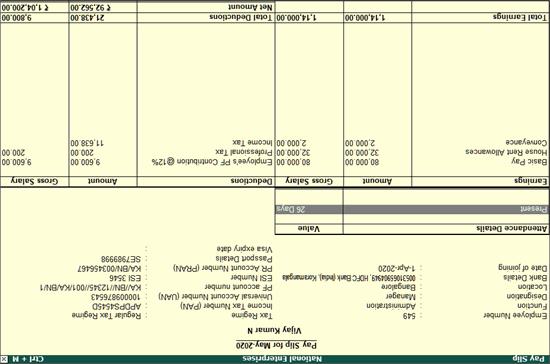 Pay Slip National Enterprises Ctrl + M ×
Pay Slip for May-2020
Vijay Kumar N
Employee Number : 549 Tax Regime : Regular Tax Regime
Function : Administration Income Tax Number (PAN) : APDPS4545D
Designation : Manager Universal Account Number (UAN) : 100098976543
Location : Bangalore PF account Number : KA/BN//12345//001/KA/BN/1
Bank Details : HDFC Bank (India), Koramangala ESI Number : ESI 3546
Date of joining : 1-Apr-2020 PR Account Number (PRAN) : KA/BN/003456467
Passport Details : SE7989998
Visa expiry date :
Attendance Details Value
Present 26 Days
Earnings Amount Gross Salary Deductions Amount Gross Salary
Basic Pay 80,000.00 80,000.00 Employee's PF Contribution @12% 9,600.00 9,600.00
House Rent Allowances 32,000.00 32,000.00 Professional Tax 200.00 200.00
Conveyance 2,000.00 2,000.00 Income Tax 11,638.00
Total Earnings 1,14,000.00 1,14,000.00 Total Deductions 21,438.00 9,800.00
Net Amount ₹ 92,562.00 ₹ 1,04,200.00